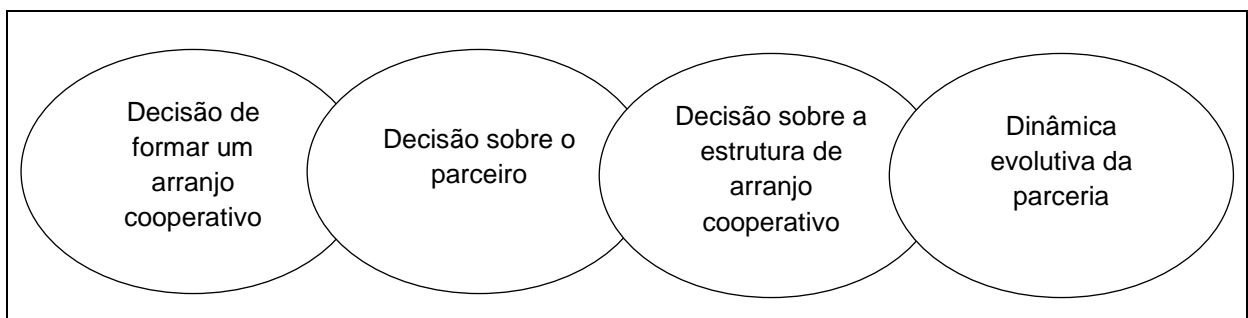 Decisão de
formar um
arranjo
cooperativo
Decisão sobre o
parceiro
Decisão sobre a
estrutura de
arranjo
cooperativo
Dinâmica
evolutiva da
parceria